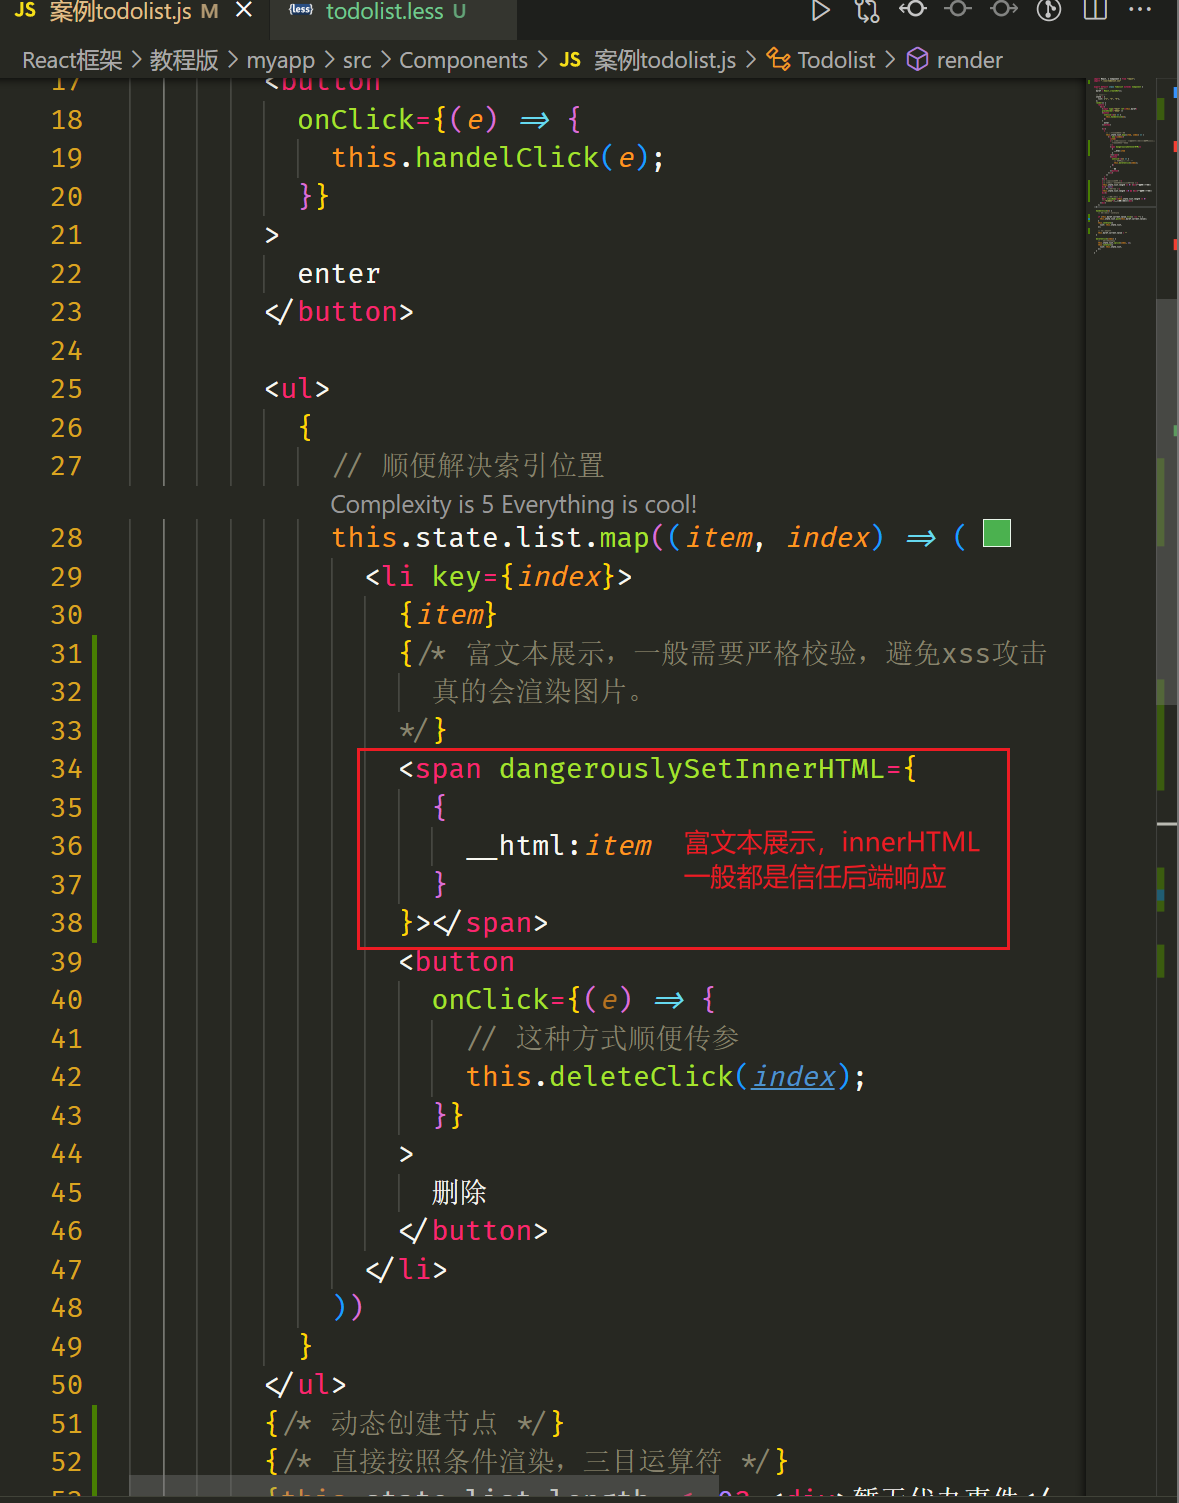 JS 案例todolist.js M × {less} todolist.less U
React框架 > 教程版 > myapp > src > Components > JS 案例todolist.js > Todolist > render
17 <button
18 onClick={(e) => {
19 this.handelClick(e);
20 }}
21 >
22 enter
23 </button>
24
25 <ul>
26 {
27 // 顺便解决索引位置
Complexity is 5 Everything is cool!
28 this.state.list.map((item, index) => (
29 <li key={index}>
30 {item}
31 {/* 富文本展示，一般需要严格校验，避免xss攻击
32 真的会渲染图片。
33 */}
34 <span dangerouslySetInnerHTML={
35 {
36 __html:item 富文本展示，innerHTML
一般都是信任后端响应
37 }
38 }></span>
39 <button
40 onClick={(e) => {
41 // 这种方式顺便传参
42 this.deleteClick(index);
43 }}
44 >
45 删除
46 </button>
47 </li>
48 ))
49 }
50 </ul>
51 {/* 动态创建节点 */}
52 {/* 直接按照条件渲染，三目运算符 */}
53 {this.state.list.length